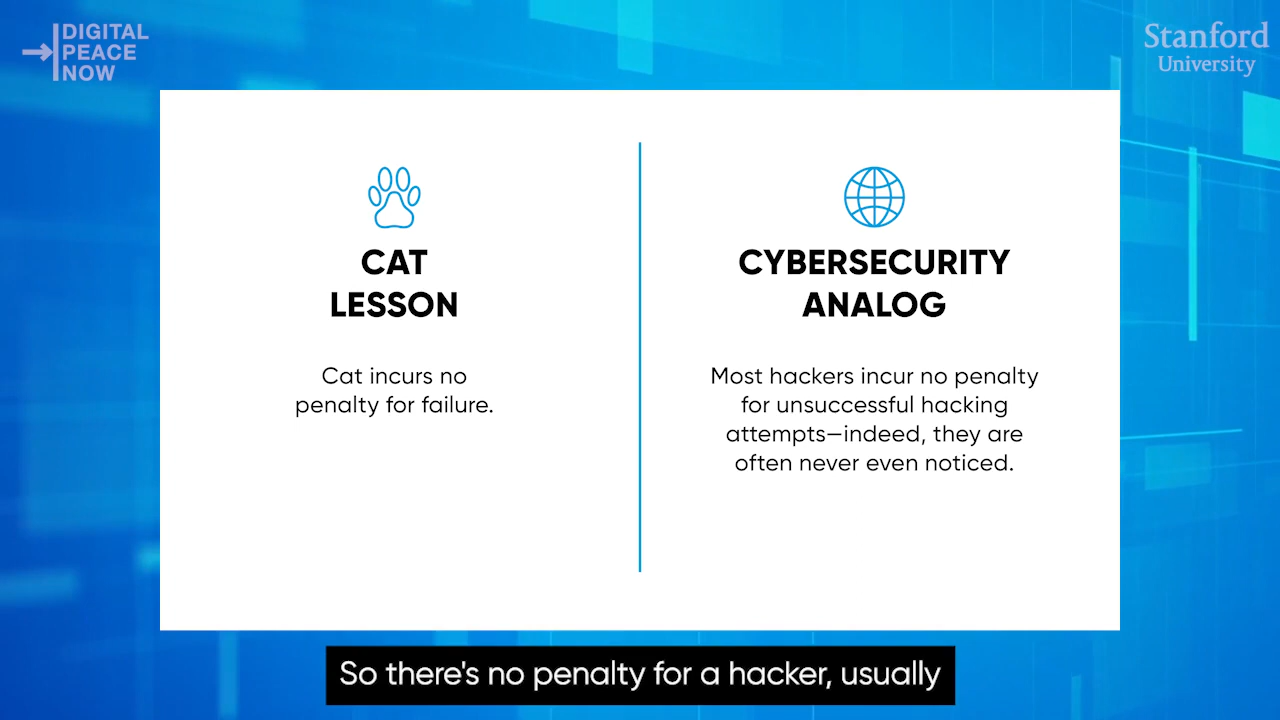 DIGITAL
PEACE
NOW
Stanford
University
CAT
LESSON
Cat incurs no
penalty for failure.
CYBERSECURITY
ANALOG
Most hackers incur no penalty
for unsuccessful hacking
attempts—indeed, they are
often never even noticed.
So there's no penalty for a hacker, usually